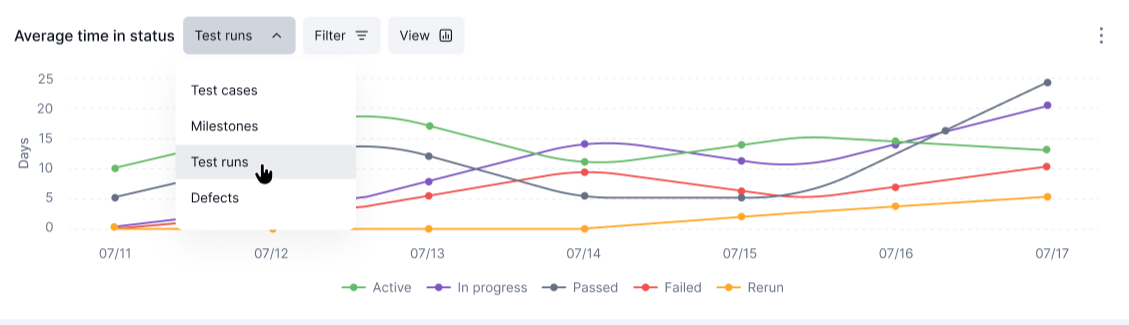 Average time in status Test runs Filter View
25
Test cases
20
Milestones
15
Days
Test runs
10
Defects
5
0
07/11 07/12 07/13 07/14 07/15 07/16 07/17
Active In progress Passed Failed Rerun